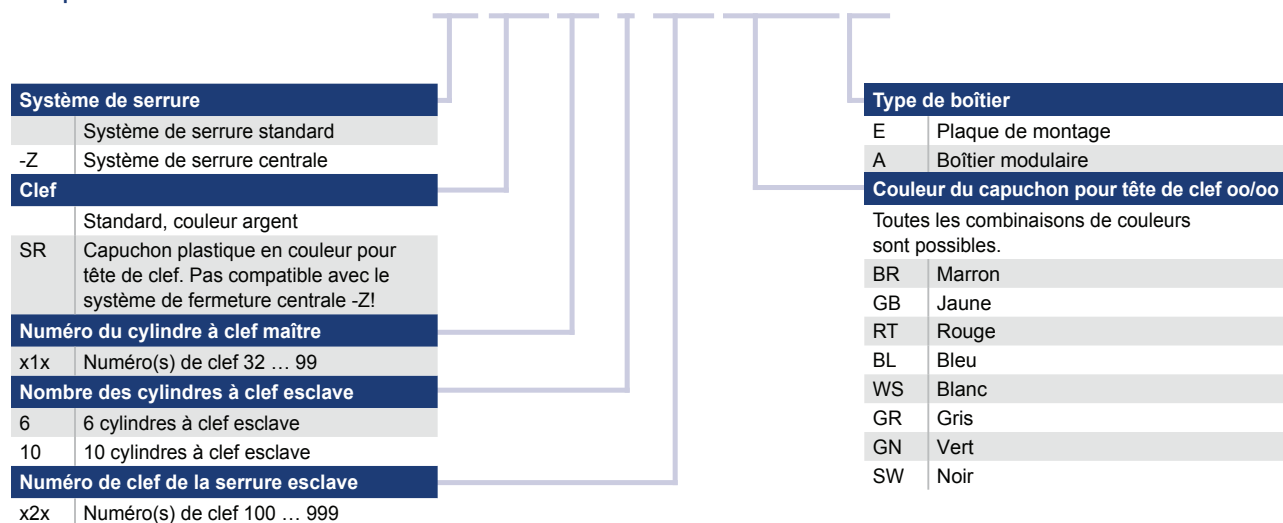 Système de serrure
Système de serrure standard
-Z Système de serrure centrale
Clef
Standard, couleur argent
SR Capuchon plastique en couleur pour
tête de clef. Pas compatible avec le
système de fermeture centrale -Z!
Numéro du cylindre à clef maître
x1x Numéro(s) de clef 32 … 99
Nombre des cylindres à clef esclave
6 6 cylindres à clef esclave
10 10 cylindres à clef esclave
Numéro de clef de la serrure esclave
x2x Numéro(s) de clef 100 … 999
Type de boîtier
E Plaque de montage
A Boîtier modulaire
Couleur du capuchon pour tête de clef oo/oo
Toutes les combinaisons de couleurs
sont possibles.
BR Marron
GB Jaune
RT Rouge
BL Bleu
WS Blanc
GR Gris
GN Vert
SW Noir